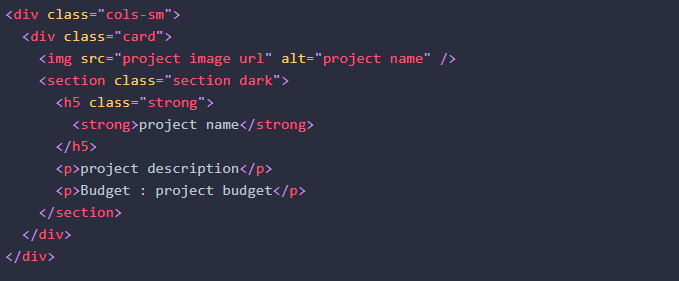 <div class="cols-sm">
  <div class="card">
    <img src="project image url" alt="project name" />
    <section class="section dark">
      <h5 class="strong">
        <strong>project name</strong>
      </h5>
      <p>project description</p>
      <p>Budget : project budget</p>
    </section>
  </div>
</div>